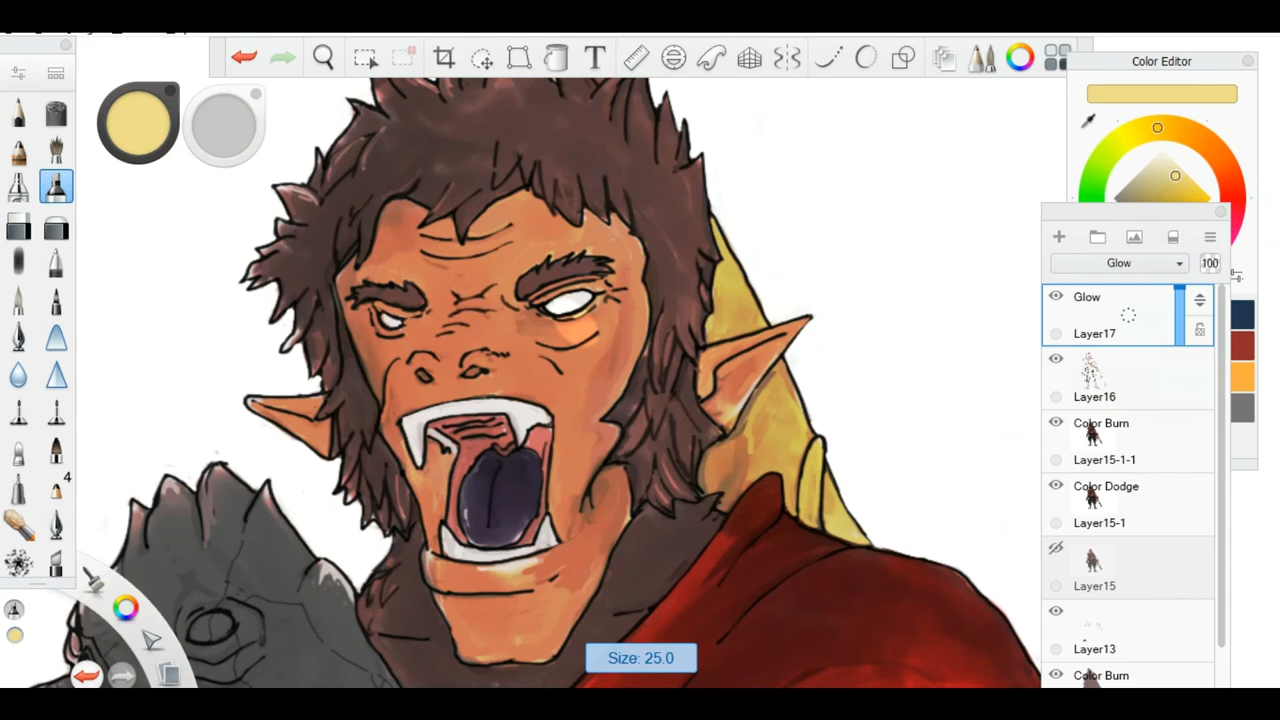 T
Color Editor
Glow
100
Glow
Layer17
Layer16
Color Burn
Layer15-1-1
Color Dodge
Layer15-1
Layer15
Layer13
Color Burn
4
Size: 25.0